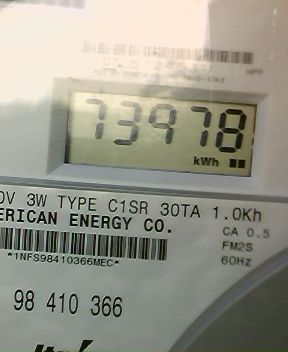 73978
kWh
0V 3W TYPE C1SR 30TA 1.0Kh
ERICAN ENERGY CO.
CA 0.5
FM2S
*1NFS98410366MEC*
60Hz
98 410 366